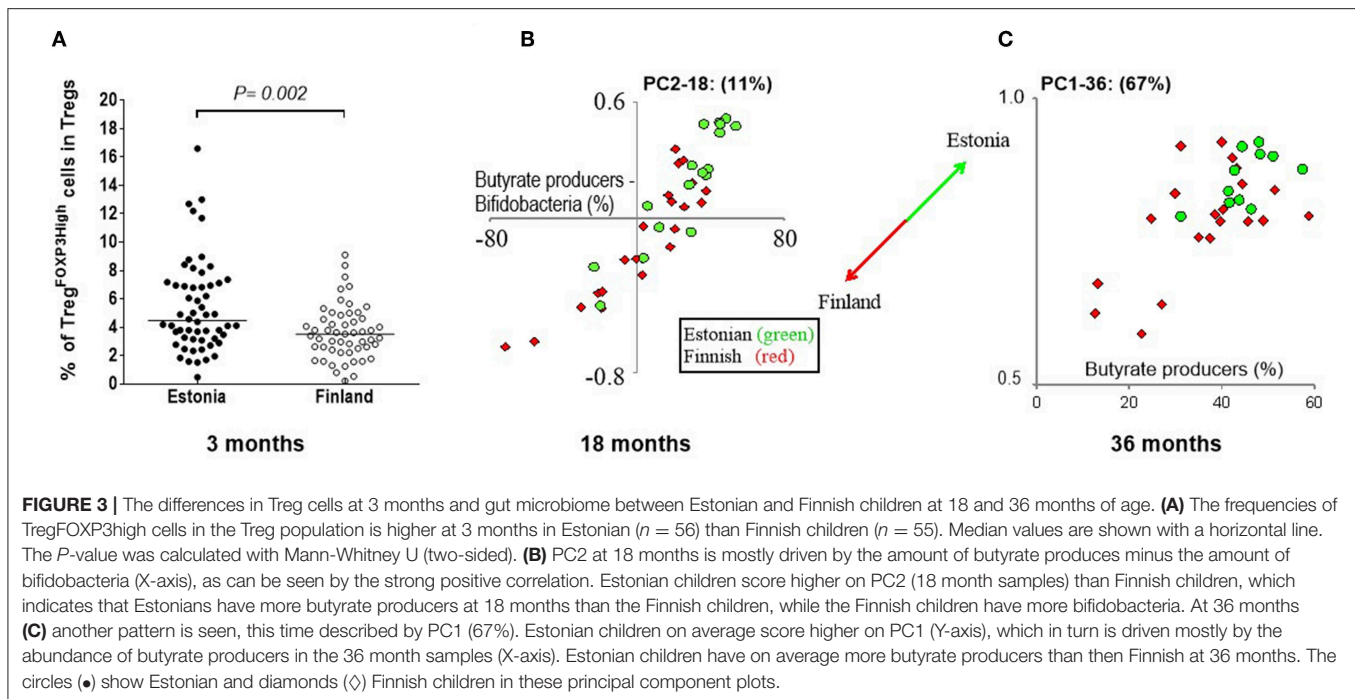 A
B
C
P= 0.002
% of Treg^FOXP3High cells in Tregs
20
18
16
14
12
10
8
6
4
2
0
Estonia
Finland
3 months
PC2-18: (11%)
0.6
Butyrate producers
Bifidobacteria (%)
-80
80
-0.8
18 months
Estonia
Finland
Estonian (green)
Finnish (red)
PC1-36: (67%)
1.0
0.5
Butyrate producers (%)
0
20
40
60
36 months
FIGURE 3 | The differences in Treg cells at 3 months and gut microbiome between Estonian and Finnish children at 18 and 36 months of age. (A) The frequencies of
TregFOXP3high cells in the Treg population is higher at 3 months in Estonian (n = 56) than Finnish children (n = 55). Median values are shown with a horizontal line.
The P-value was calculated with Mann-Whitney U (two-sided). (B) PC2 at 18 months is mostly driven by the amount of butyrate produces minus the amount of
bifidobacteria (X-axis), as can be seen by the strong positive correlation. Estonian children score higher on PC2 (18 month samples) than Finnish children, which
indicates that Estonians have more butyrate producers at 18 months than the Finnish children, while the Finnish children have more bifidobacteria. At 36 months
(C) another pattern is seen, this time described by PC1 (67%). Estonian children on average score higher on PC1 (Y-axis), which in turn is driven mostly by the
abundance of butyrate producers in the 36 month samples (X-axis). Estonian children have on average more butyrate producers than then Finnish at 36 months. The
circles (●) show Estonian and diamonds (◊) Finnish children in these principal component plots.